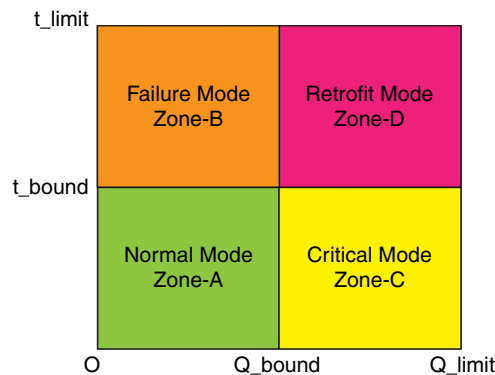 t_limit
Failure Mode
Zone-B
Retrofit Mode
Zone-D
t_bound
Normal Mode
Zone-A
Critical Mode
Zone-C
O
Q_bound
Q_limit